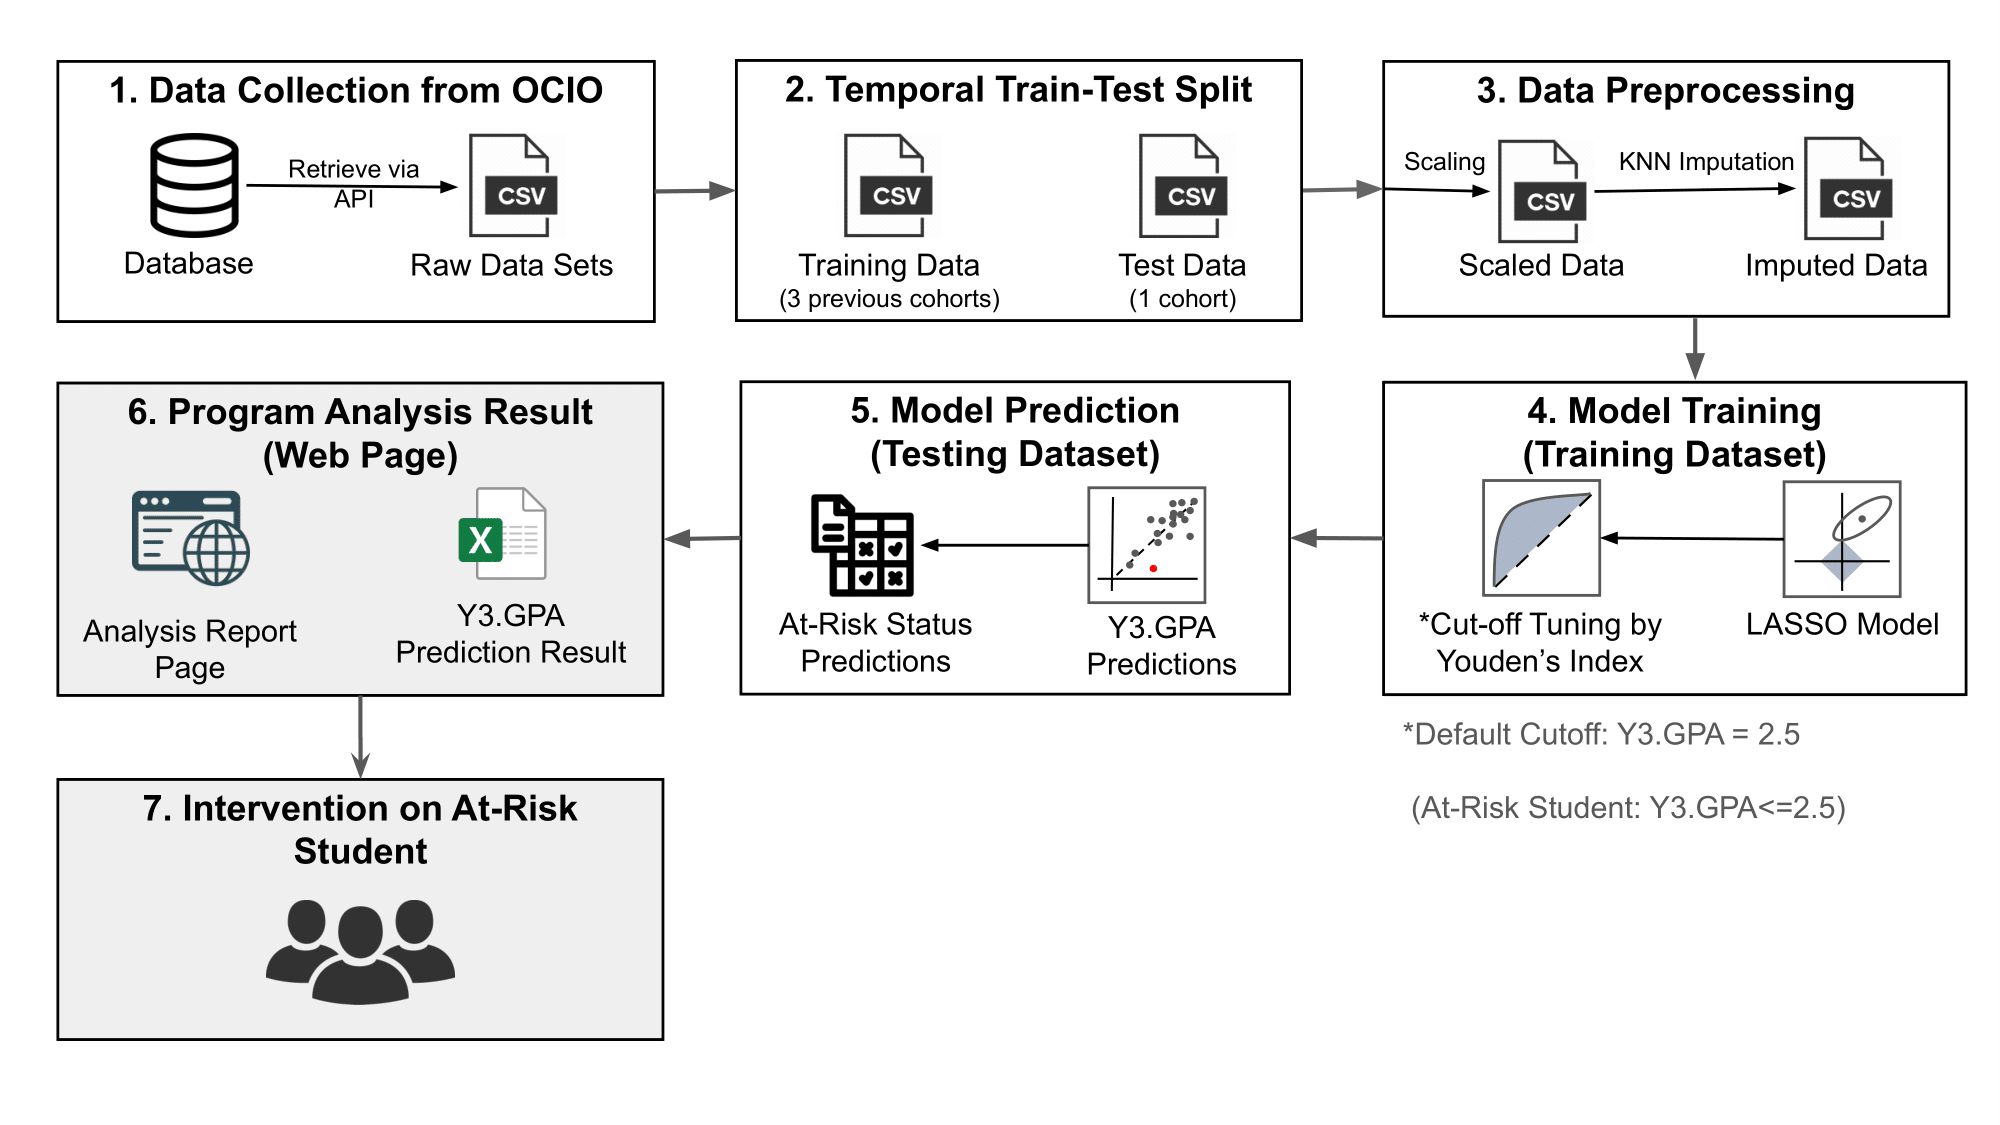 1. Data Collection from OCIO
Retrieve via
API
CSV
Database
Raw Data Sets
2. Temporal Train-Test Split
CSV
CSV
Training Data
(3 previous cohorts)
Test Data
(1 cohort)
3. Data Preprocessing
Scaling
CSV
KNN Imputation
CSV
Scaled Data
Imputed Data
4. Model Training
(Training Dataset)
*Cut-off Tuning by
Youden’s Index
LASSO Model
*Default Cutoff: Y3.GPA = 2.5
(At-Risk Student: Y3.GPA<=2.5)
5. Model Prediction
(Testing Dataset)
At-Risk Status
Predictions
Y3.GPA
Predictions
6. Program Analysis Result
(Web Page)
X
Analysis Report
Page
Y3.GPA
Prediction Result
7. Intervention on At-Risk
Student